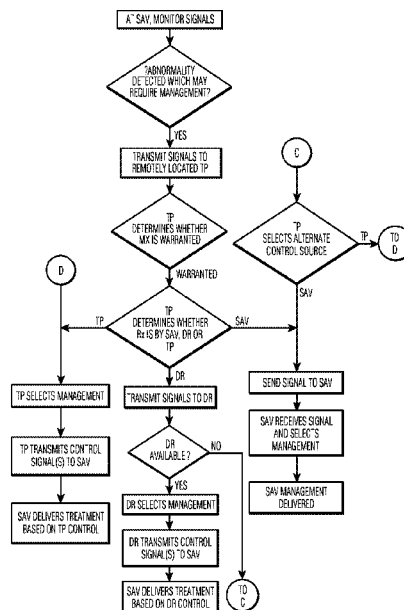 AT SAV, MONITOR SIGNALS
?ABNORMALITY
DETECTED WHICH MAY
REQUIRE MANAGEMENT?
YES
TRANSMIT SIGNALS TO
REMOTELY LOCATED TP
TP
DETERMINES WHETHER
MX IS WARRANTED
WARRANTED
C
TP
SELECTS ALTERNATE
CONTROL SOURCE
TP
TO
D
SAV
D
TP
TP
DETERMINES WHETHER
Rx IS BY SAV, DR OR
TP
SAV
DR
TP SELECTS MANAGEMENT
TP TRANSMITS CONTROL
SIGNAL(S) TO SAV
SAV DELIVERS TREATMENT
BASED ON TP CONTROL
TRANSMIT SIGNALS TO DR
DR
AVAILABLE?
NO
YES
DR SELECTS MANAGEMENT
DR TRANSMITS CONTROL
SIGNAL(S) TO SAV
SAV DELIVERS TREATMENT
BASED ON DR CONTROL
TO
C
SEND SIGNAL TO SAV
SAV RECEIVES SIGNAL
AND SELECTS
MANAGEMENT
SAV MANAGEMENT
DELIVERED